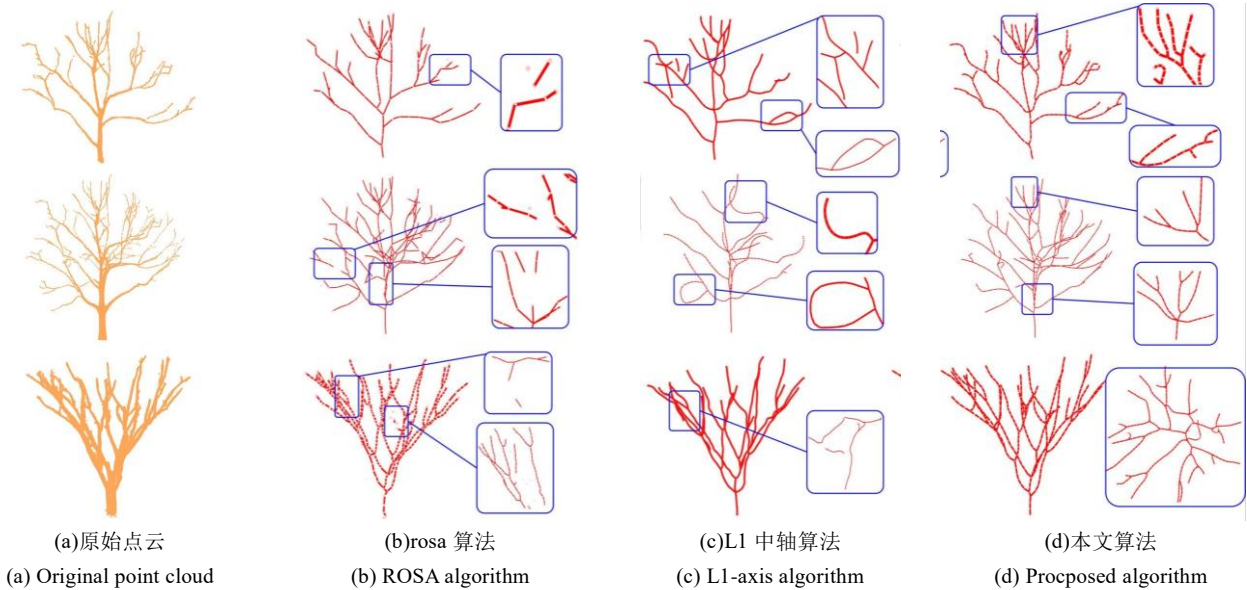 (a)原始点云
(b)rosa 算法
(c)L1 中轴算法
(d)本文算法
(a) Original point cloud
(b) ROSA algorithm
(c) L1-axis algorithm
(d) Procposed algorithm